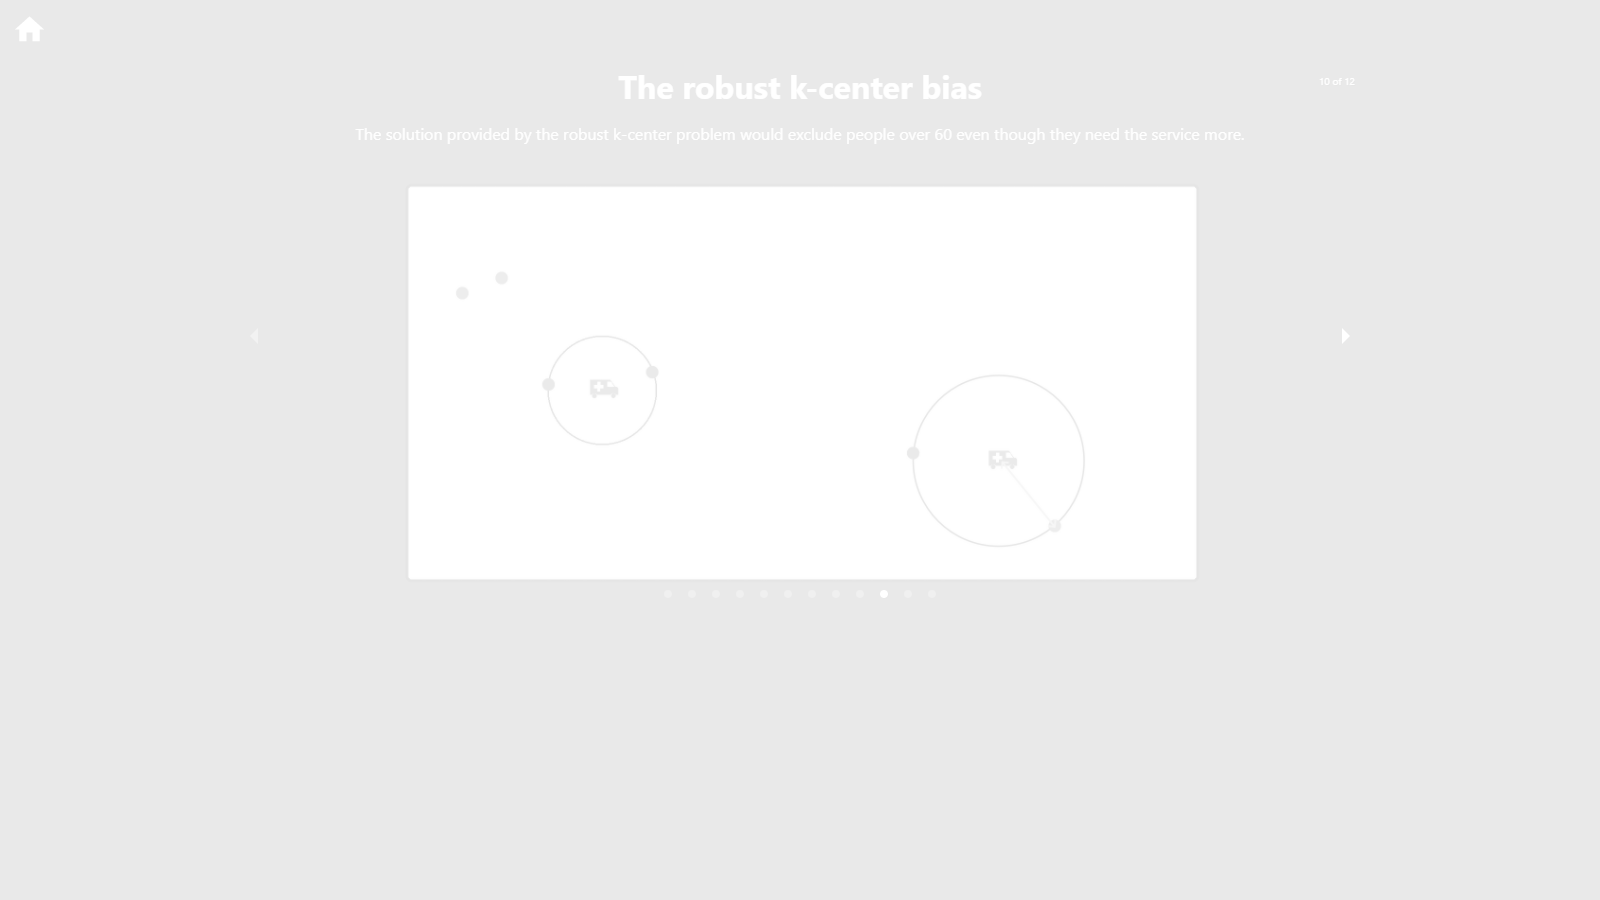 The robust k-center bias
10 of 12
The solution provided by the robust k-center problem would exclude people over 60 even though they need the service more.